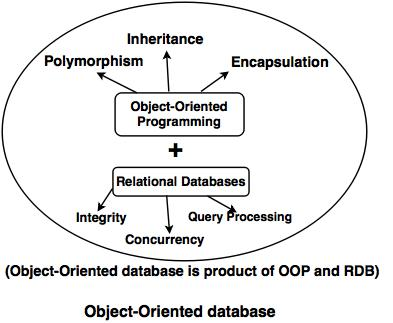 Inheritance
Polymorphism
Encapsulation
Object-Oriented
Programming
+
Relational Databases
Integrity
Query Processing
Concurrency
(Object-Oriented database is product of OOP and RDB)
Object-Oriented database